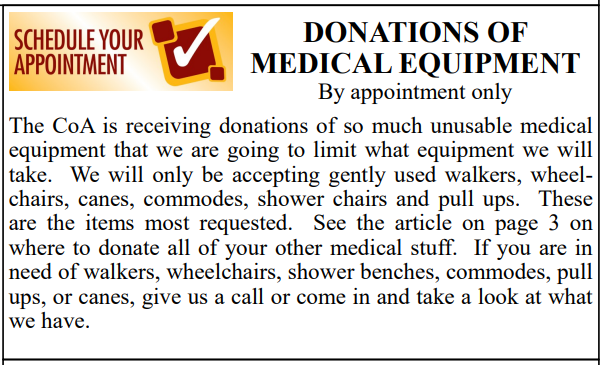 SCHEDULE YOUR
APPOINTMENT
DONATIONS OF
MEDICAL EQUIPMENT
By appointment only
The CoA is receiving donations of so much unusable medical
equipment that we are going to limit what equipment we will
take.  We will only be accepting gently used walkers, wheel-
chairs, canes, commodes, shower chairs and pull ups.  These
are the items most requested.  See the article on page 3 on
where to donate all of your other medical stuff.  If you are in
need of walkers, wheelchairs, shower benches, commodes, pull
ups, or canes, give us a call or come in and take a look at what
we have.